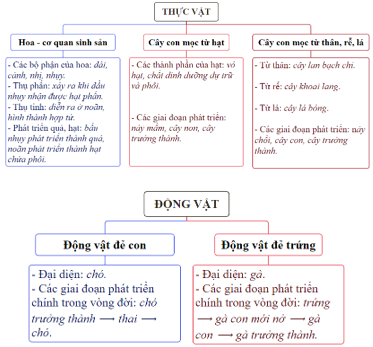 THỰC VẬT
Hoa - cơ quan sinh sản
- Các bộ phận của hoa: đài,
cánh, nhị, nhụy.
- Thụ phấn: xảy ra khi đầu
nhụy nhận được hạt phấn.
- Thụ tinh: diễn ra ở noãn,
hình thành hợp tử.
- Phát triển quả, hạt: bầu
nhụy phát triển thành quả,
noãn phát triển thành hạt
chứa phôi.
Cây con mọc từ hạt
- Các thành phần của hạt: vỏ
hạt, chất dinh dưỡng dự trữ
và phôi.
- Các giai đoạn phát triển:
nảy mầm, cây non, cây
trưởng thành.
Cây con mọc từ thân, rễ, lá
- Từ thân: cây lan bạch chi.
- Từ rễ: cây khoai lang.
- Từ lá: cây lá bỏng.
- Các giai đoạn phát triển: nảy
chồi, cây con, cây trưởng
thành.
ĐỘNG VẬT
Động vật đẻ con
- Đại diện: chó.
- Các giai đoạn phát triển
chính trong vòng đời: chó
trưởng thành ⟶ thai ⟶
chó.
Động vật đẻ trứng
- Đại diện: gà.
- Các giai đoạn phát triển
chính trong vòng đời: trứng
⟶ gà con mới nở ⟶ gà
con ⟶ gà trưởng thành.